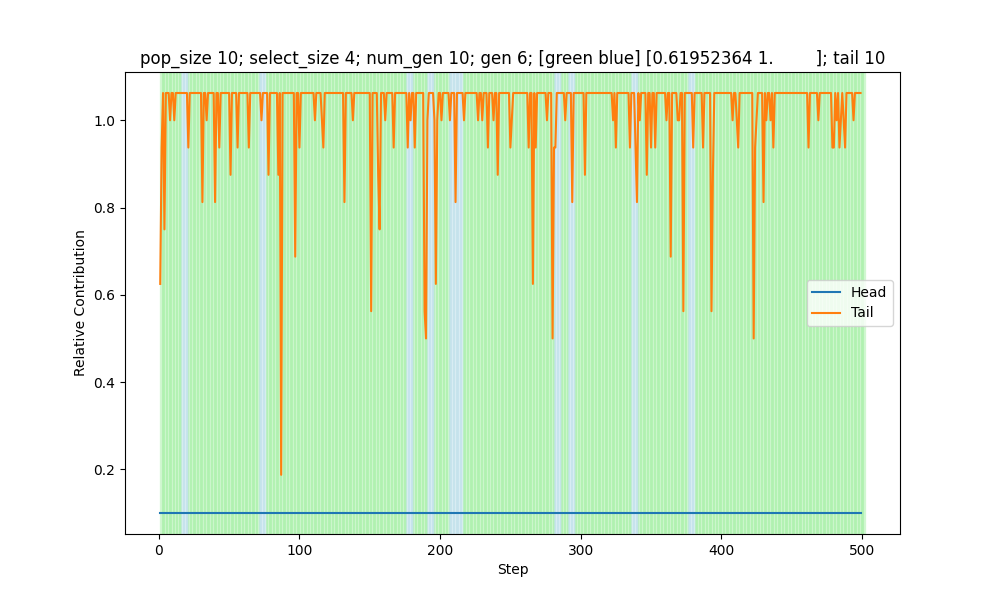 pop_size 10; select_size 4; num_gen 10; gen 6; [green blue] [0.61952364 1.        ]; tail 10
1.0
0.8
0.6
0.4
0.2
Relative Contribution
Head
Tail
0 100 200 300 400 500
Step